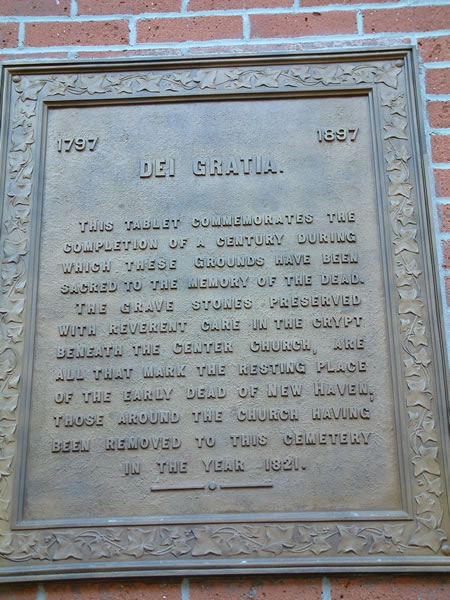 1797 1897
DEI GRATIA.
THIS TABLET COMMEMORATES THE
COMPLETION OF A CENTURY DURING
WHICH THESE GROUNDS HAVE BEEN
SACRED TO THE MEMORY OF THE DEAD.
THE GRAVE STONES PRESERVED
WITH REVERENT CARE IN THE CRYPT
BENEATH THE CENTER CHURCH, ARE
ALL THAT MARK THE RESTING PLACE
OF THE EARLY DEAD OF NEW HAVEN;
THOSE AROUND THE CHURCH HAVING
BEEN REMOVED TO THIS CEMETERY
IN THE YEAR 1821.